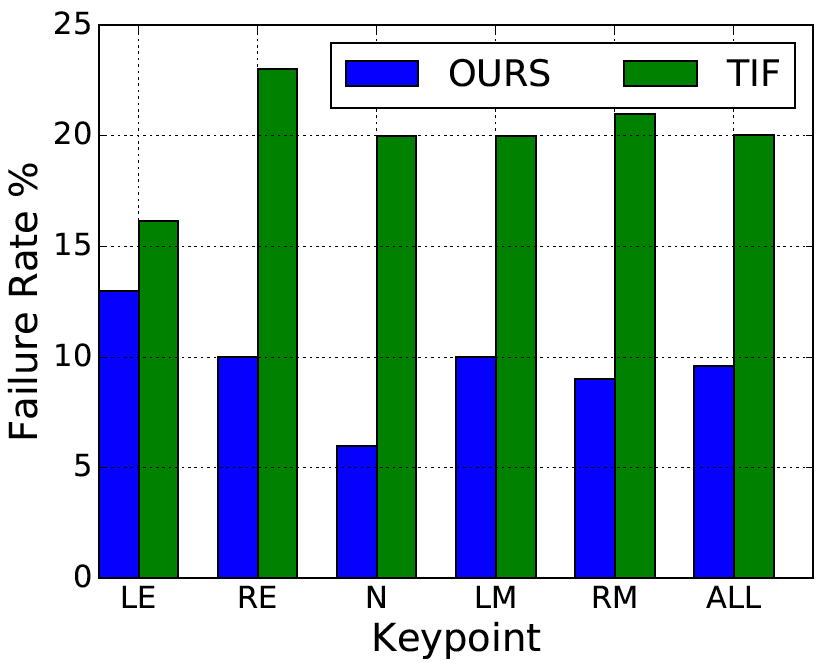 25
20
15
10
5
0
Failure Rate %
OURS TIF
LE RE N LM RM ALL
Keypoint